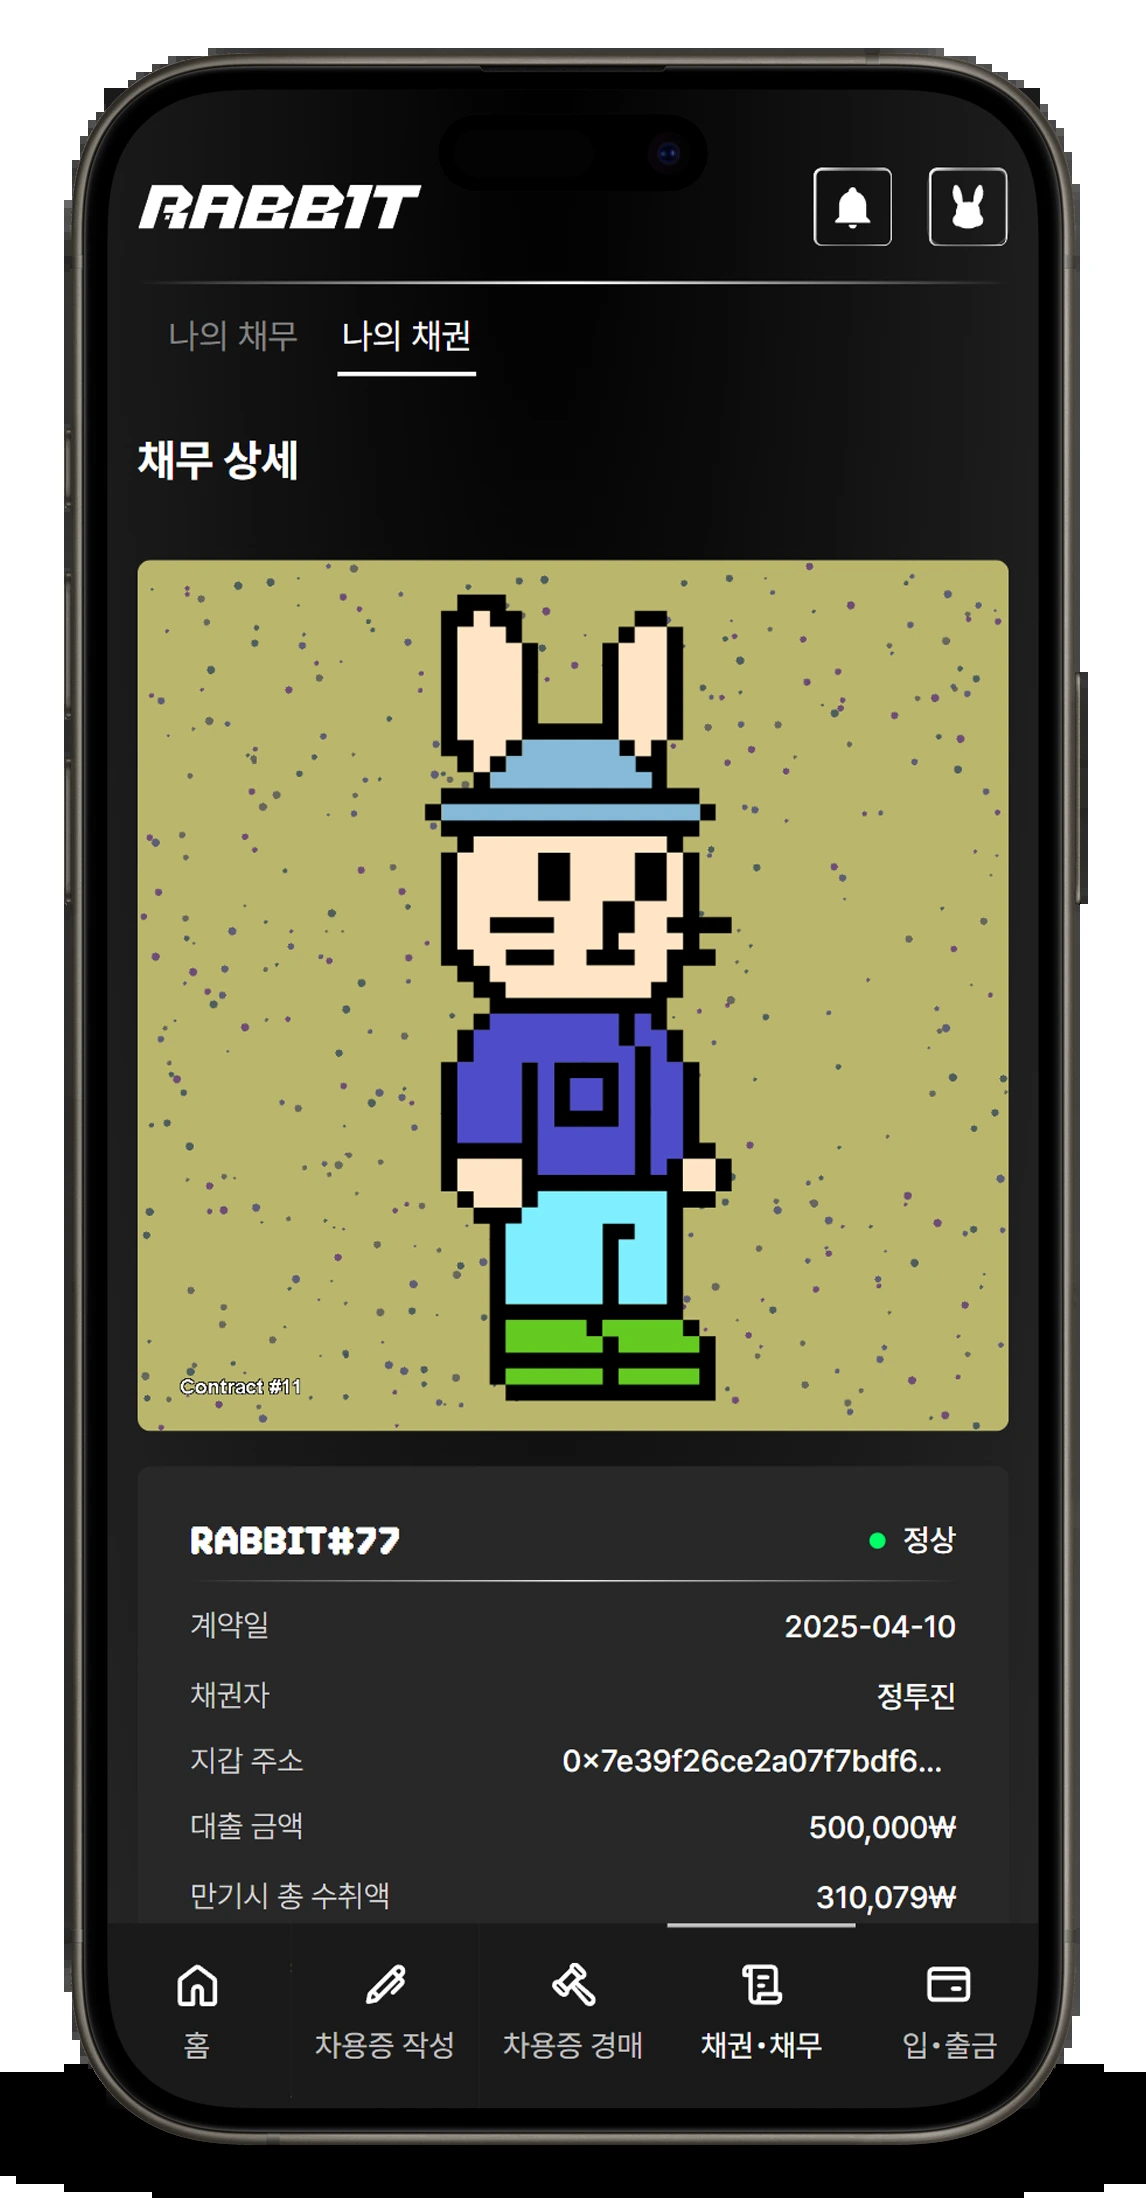 RABBIT
나의 채무 나의 채권
채무 상세
Contract #11
RABBIT#77 정상
계약일 2025-04-10
채권자 정투진
지갑 주소 0×7e39f26ce2a07f7bdf6...
대출 금액 500,000₩
만기시 총 수취액 310,079₩
홈 차용증 작성 차용증 경매 채권•채무 입•출금